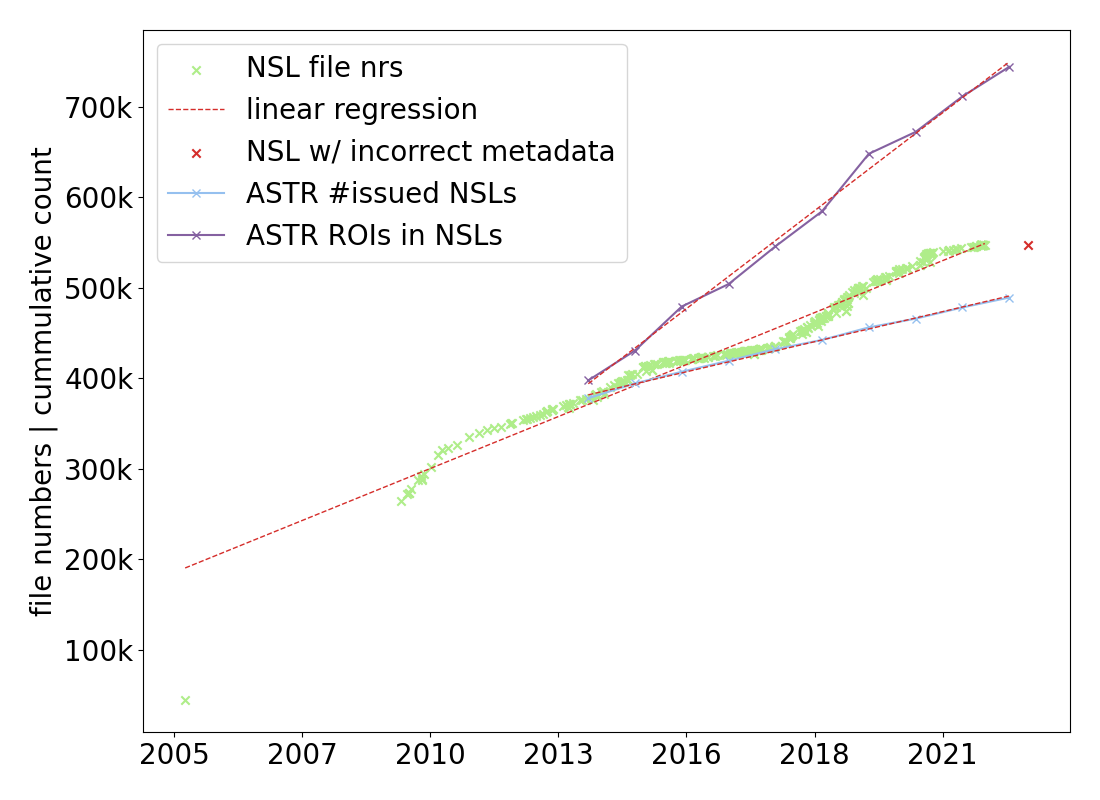 NSL file nrs
linear regression
NSL w/ incorrect metadata
ASTR #issued NSLs
ASTR ROIs in NSLs
file numbers | cummulative count
700k
600k
500k
400k
300k
200k
100k
2005 2007 2010 2013 2016 2018 2021